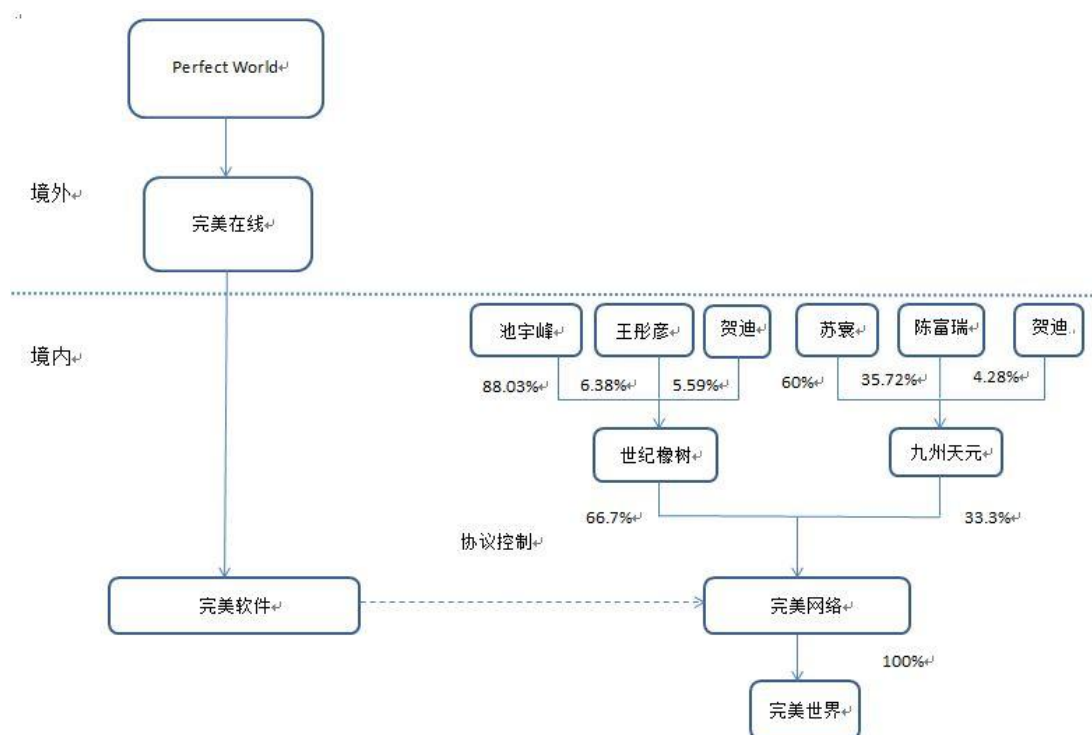 Perfect World
境外
完美在线
池宇峰
王彤彦
贺迪
苏寰
陈富瑞
贺迪
境内
88.03%
6.38%
5.59%
60%
35.72%
4.28%
世纪橡树
九州天元
66.7%
33.3%
协议控制
完美软件
完美网络
100%
完美世界